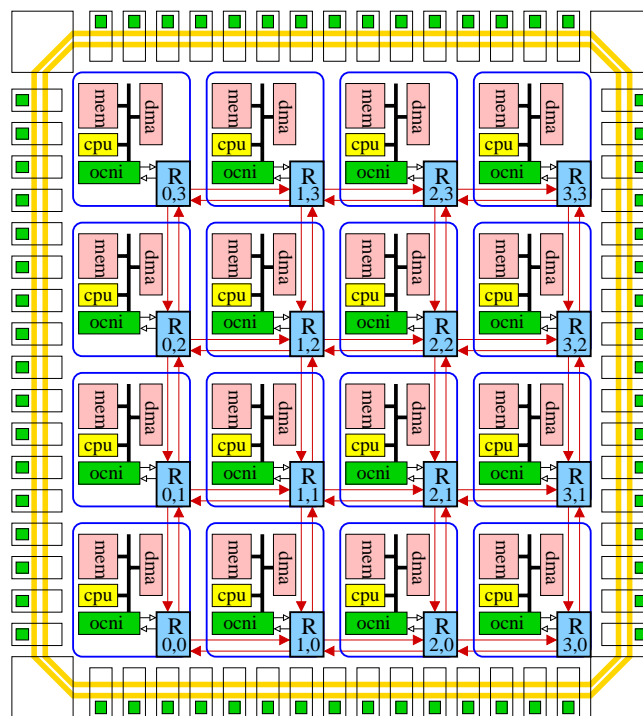 mem
dma
cpu
ocni
R
0,3
mem
dma
cpu
ocni
R
1,3
mem
dma
cpu
ocni
R
2,3
mem
dma
cpu
ocni
R
3,3
mem
dma
cpu
ocni
R
0,2
mem
dma
cpu
ocni
R
1,2
mem
dma
cpu
ocni
R
2,2
mem
dma
cpu
ocni
R
3,2
mem
dma
cpu
ocni
R
0,1
mem
dma
cpu
ocni
R
1,1
mem
dma
cpu
ocni
R
2,1
mem
dma
cpu
ocni
R
3,1
mem
dma
cpu
ocni
R
0,0
mem
dma
cpu
ocni
R
1,0
mem
dma
cpu
ocni
R
2,0
mem
dma
cpu
ocni
R
3,0